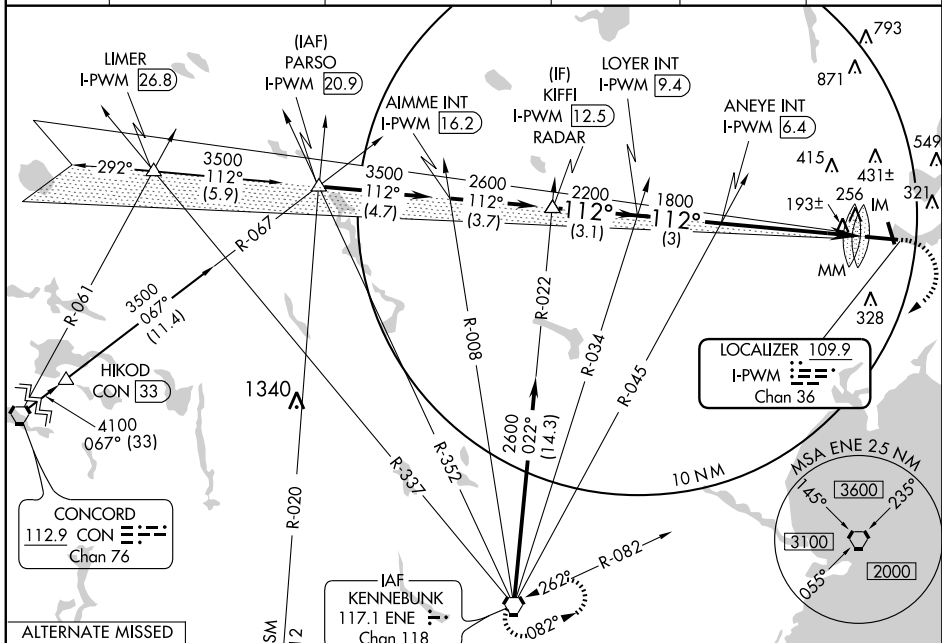 LIMER
I-PWM 26.8
(IAF)
PARSO
I-PWM 20.9
AIMME INT
I-PWM 16.2
(IF)
KIFFI
I-PWM 12.5
RADAR
LOYER INT
I-PWM 9.4
ANEYE INT
I-PWM 6.4
793
871
415
431±
549
321
256
193±
IM
MM
328
292°
3500
112°
(5.9)
3500
112°
(4.7)
2600
112°
(3.7)
2200
112°
(3.1)
1800
112°
(3)
R-067
R-061
3500
067°
(11.4)
HIKOD
CON 33
4100
067° (33)
1340
R-020
R-337
R-352
R-008
R-022
R-034
R-045
2600
022°
(14.3)
10 NM
LOCALIZER 109.9
I-PWM
Chan 36
MSA ENE 25 NM
145°
3600
235°
3100
2000
055°
CONCORD
112.9 CON
Chan 76
IAF
KENNEBUNK
117.1 ENE
Chan 118
262°
R-082
082°
ALTERNATE MISSED
SM
12